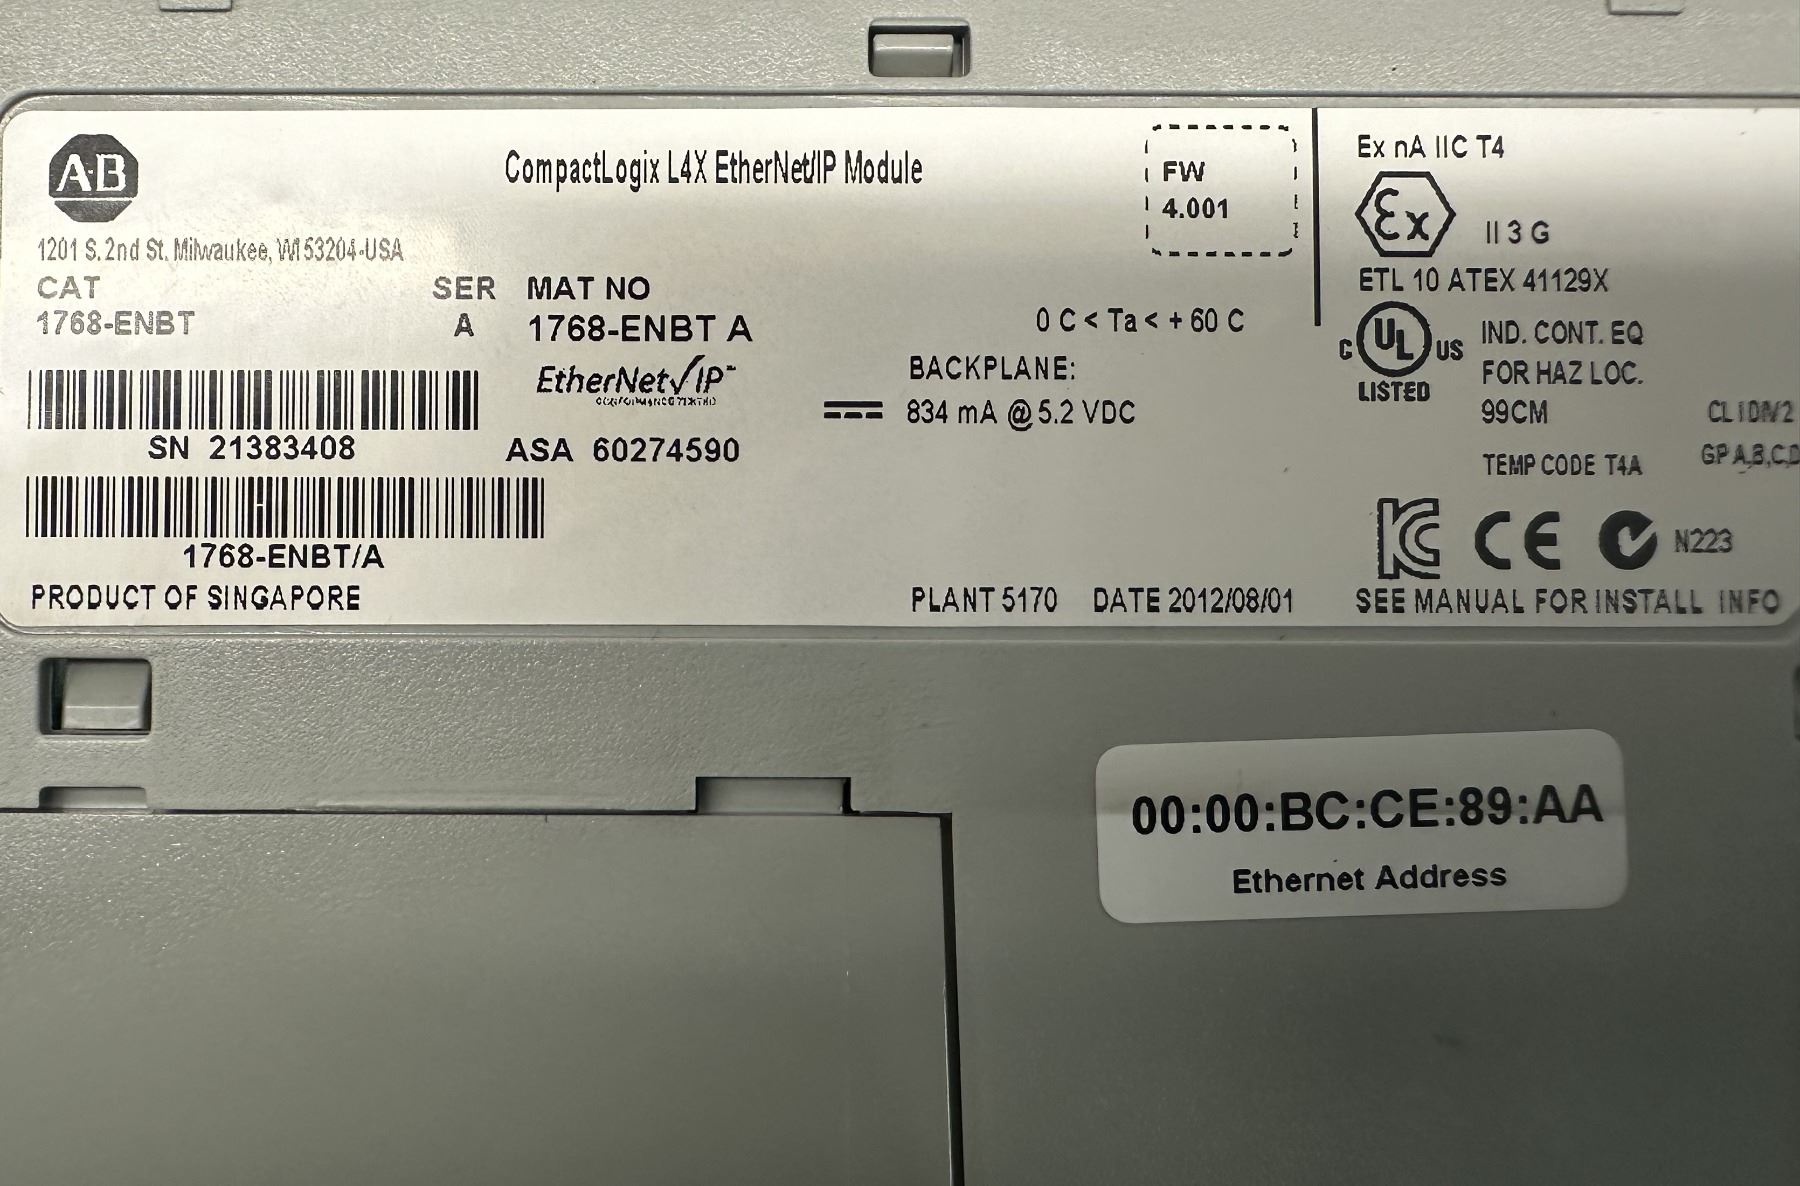 A·B
CompactLogix L4X EtherNet/IP Module
FW
4.001
1201 S. 2nd St. Milwaukee, WI 53204-USA
CAT SER MAT NO
1768-ENBT A 1768-ENBT A
EtherNet/IP™
SN 21383408 ASA 60274590
1768-ENBT/A
PRODUCT OF SINGAPORE
0 C < Ta < + 60 C
BACKPLANE:
834 mA @ 5.2 VDC
PLANT 5170 DATE 2012/08/01
Ex nA IIC T4
Ex II 3 G
ETL 10 ATEX 41129X
C UL US IND. CONT. EQ
LISTED FOR HAZ LOC.
99CM CL I DIV 2
TEMP CODE T4A GP A,B,C,D
KC CE N223
SEE MANUAL FOR INSTALL INFO
00:00:BC:CE:89:AA
Ethernet Address